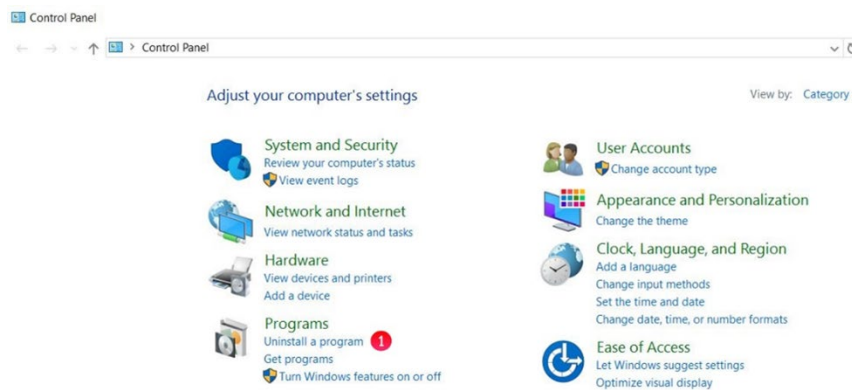 Control Panel
Control Panel
Adjust your computer's settings
View by: Category
System and Security
Review your computer's status
View event logs
Network and Internet
View network status and tasks
Hardware
View devices and printers
Add a device
Programs
Uninstall a program 1
Get programs
Turn Windows features on or off
User Accounts
Change account type
Appearance and Personalization
Change the theme
Clock, Language, and Region
Add a language
Change input methods
Set the time and date
Change date, time, or number formats
Ease of Access
Let Windows suggest settings
Optimize visual display